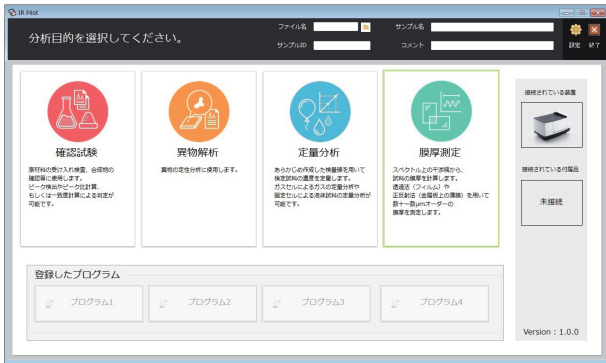 IR Pilot
分析目的を選択してください。
ファイル名
サンプル名
サンプルID
コメント
設定
終了
確認試験
原材料の受け入れ検査、合成物の
確認等に使用します。
ピーク検出やピーク比計算、
もしくは一致度計算による判定が
可能です。
異物解析
異物の定性分析に使用します。
定量分析
あらかじめ作成した検量線を用いて
検定試料の濃度を定量します。
ガスセルによるガスの定量分析や
固定セルによる液体試料の定量分析が
可能です。
膜厚測定
スペクトル上の干渉縞から、
試料の膜厚を計算します。
透過法（フィルム）や
正反射法（金属板上の薄膜）を用いて
数十～数μmオーダーの
膜厚を測定します。
接続されている装置
接続されている付属品
未接続
登録したプログラム
プログラム1
プログラム2
プログラム3
プログラム4
Version : 1.0.0